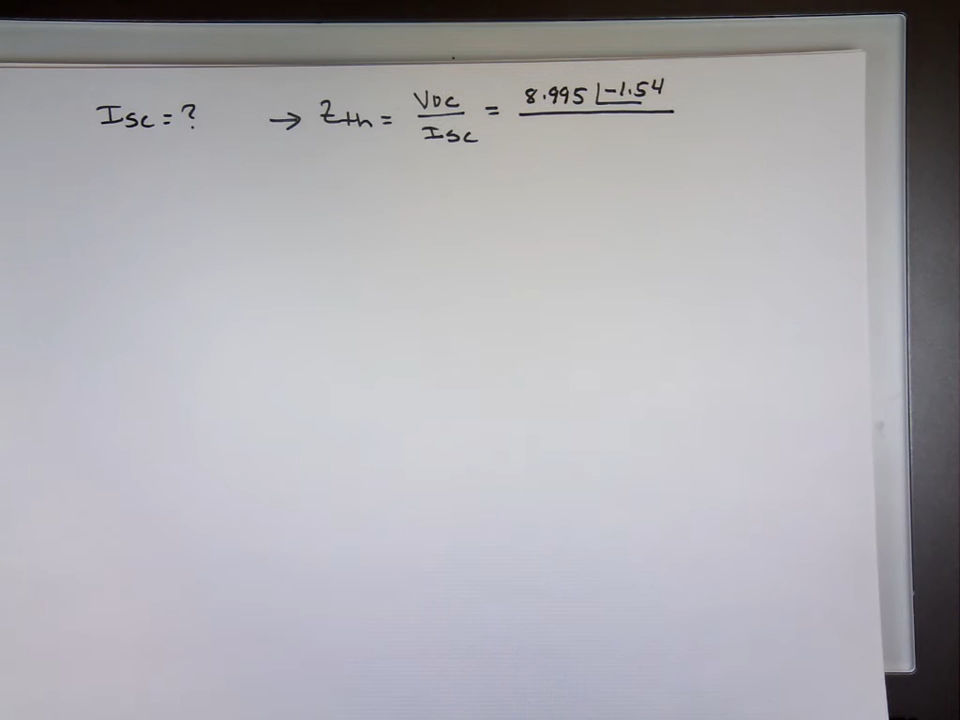 Isc = ? → Zth = Voc / Isc = 8.995 ∠-1.54